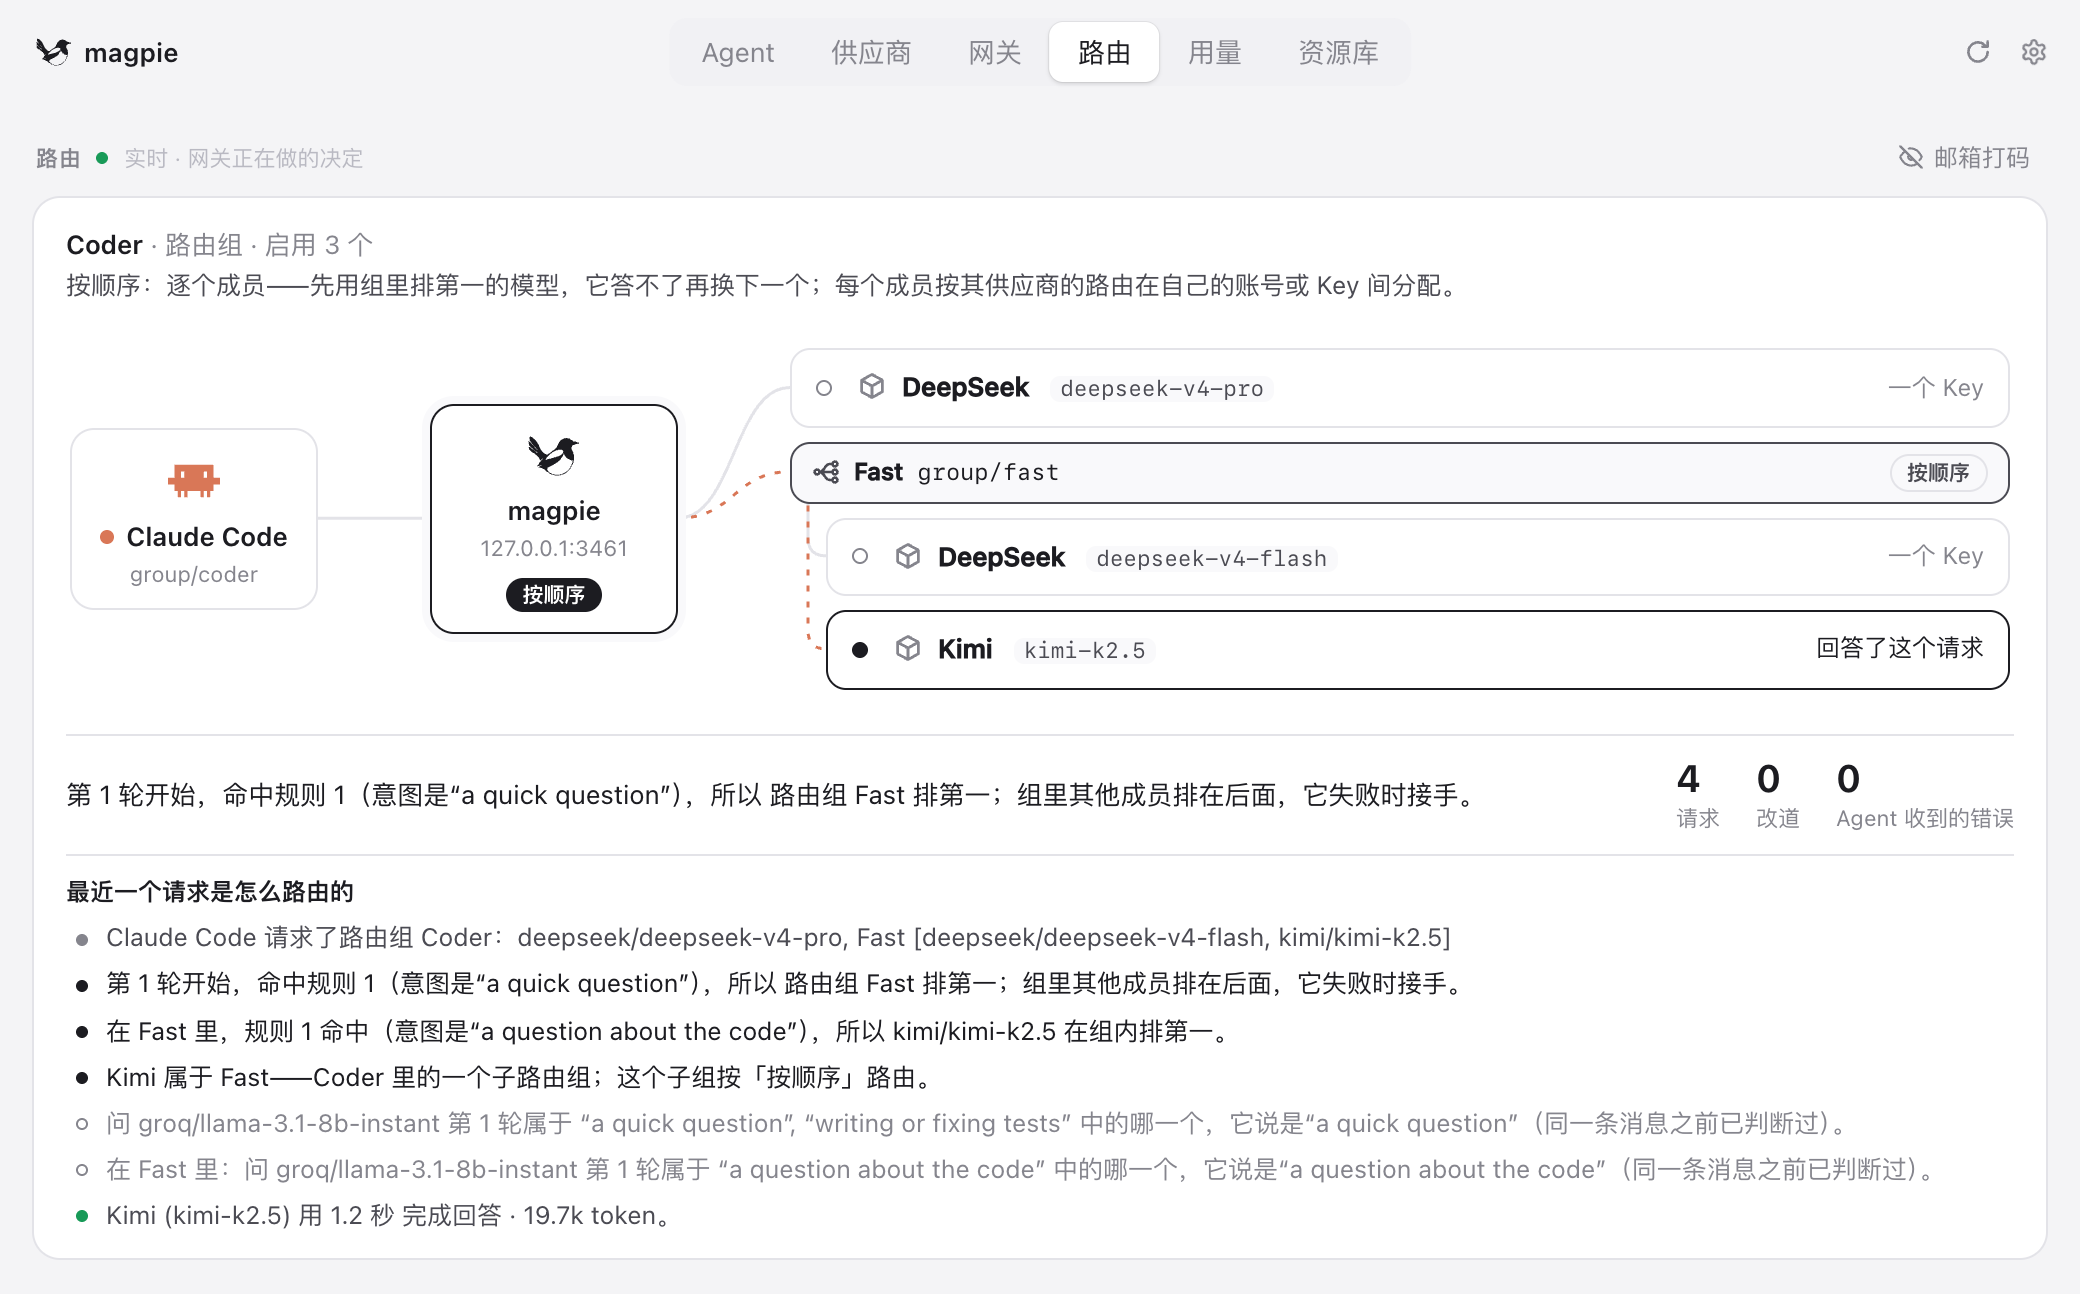 magpie
Agent 供应商 网关 路由 用量 资源库
路由 实时 · 网关正在做的决定
邮箱打码
Coder · 路由组 · 启用 3 个
按顺序：逐个成员——先用组里排第一的模型，它答不了再换下一个；每个成员按其供应商的路由在自己的账号或 Key 间分配。
Claude Code
group/coder
magpie
127.0.0.1:3461
按顺序
DeepSeek deepseek-v4-pro 一个 Key
Fast group/fast 按顺序
DeepSeek deepseek-v4-flash 一个 Key
Kimi kimi-k2.5 回答了这个请求
第 1 轮开始，命中规则 1（意图是“a quick question”），所以 路由组 Fast 排第一；组里其他成员排在后面，它失败时接手。
4 请求
0 改道
0 Agent 收到的错误
最近一个请求是怎么路由的
Claude Code 请求了路由组 Coder：deepseek/deepseek-v4-pro, Fast [deepseek/deepseek-v4-flash, kimi/kimi-k2.5]
第 1 轮开始，命中规则 1（意图是“a quick question”），所以 路由组 Fast 排第一；组里其他成员排在后面，它失败时接手。
在 Fast 里，规则 1 命中（意图是“a question about the code”），所以 kimi/kimi-k2.5 在组内排第一。
Kimi 属于 Fast——Coder 里的一个子路由组；这个子组按「按顺序」路由。
问 groq/llama-3.1-8b-instant 第 1 轮属于 “a quick question”, “writing or fixing tests” 中的哪一个，它说是“a quick question”（同一条消息之前已判断过）。
在 Fast 里：问 groq/llama-3.1-8b-instant 第 1 轮属于 “a question about the code” 中的哪一个，它说是“a question about the code”（同一条消息之前已判断过）。
Kimi (kimi-k2.5) 用 1.2 秒 完成回答 · 19.7k token。